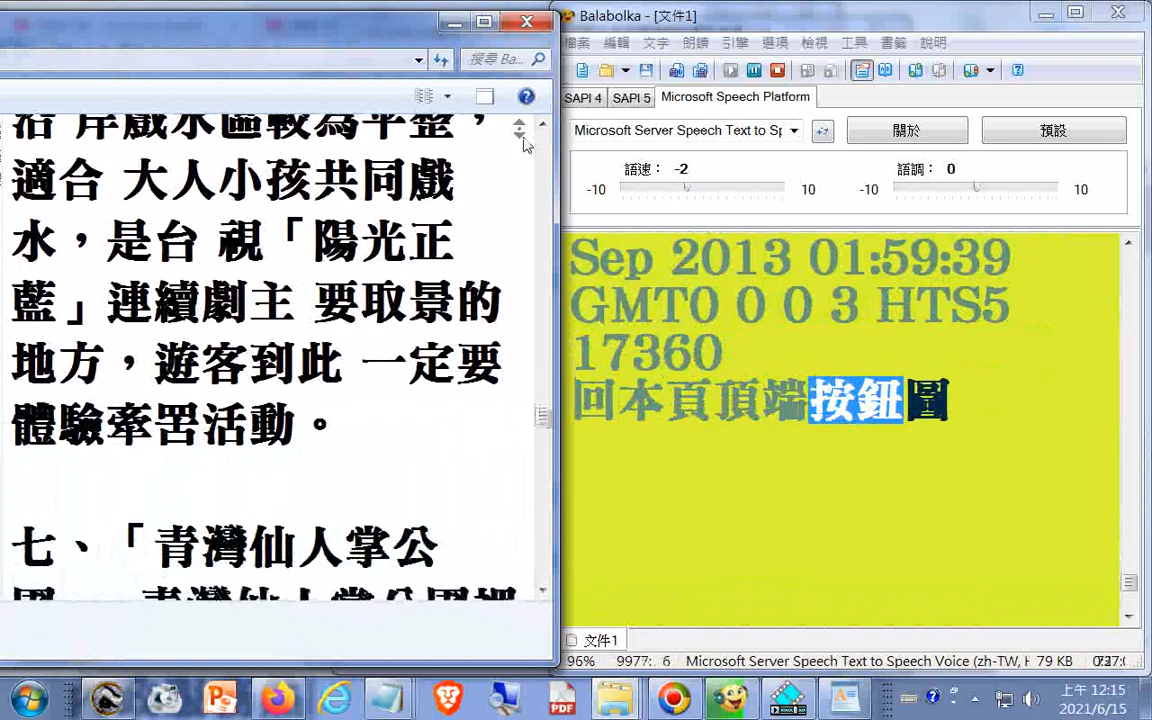 沿 岸戲水區較為平整，
適合 大人小孩共同戲
水，是台 視「陽光正
藍」連續劇主 要取景的
地方，遊客到此 一定要
體驗牽罟活動。
七、「青灣仙人掌公
搜尋 Ba...
Balabolka - [文件1]
檔案 編輯 文字 朗讀 引擎 選項 檢視 工具 書籤 說明
SAPI 4 SAPI 5 Microsoft Speech Platform
Microsoft Server Speech Text to Sp 關於 預設
語速： -2 語調： 0
-10 10 -10 10
Sep 2013 01:59:39
GMT0 0 0 3 HTS5
17360
回本頁頂端按鈕圖
文件1
96% 9977: 6 Microsoft Server Speech Text to Speech Voice (zh-TW, H 79 KB
上午 12:15
2021/6/15